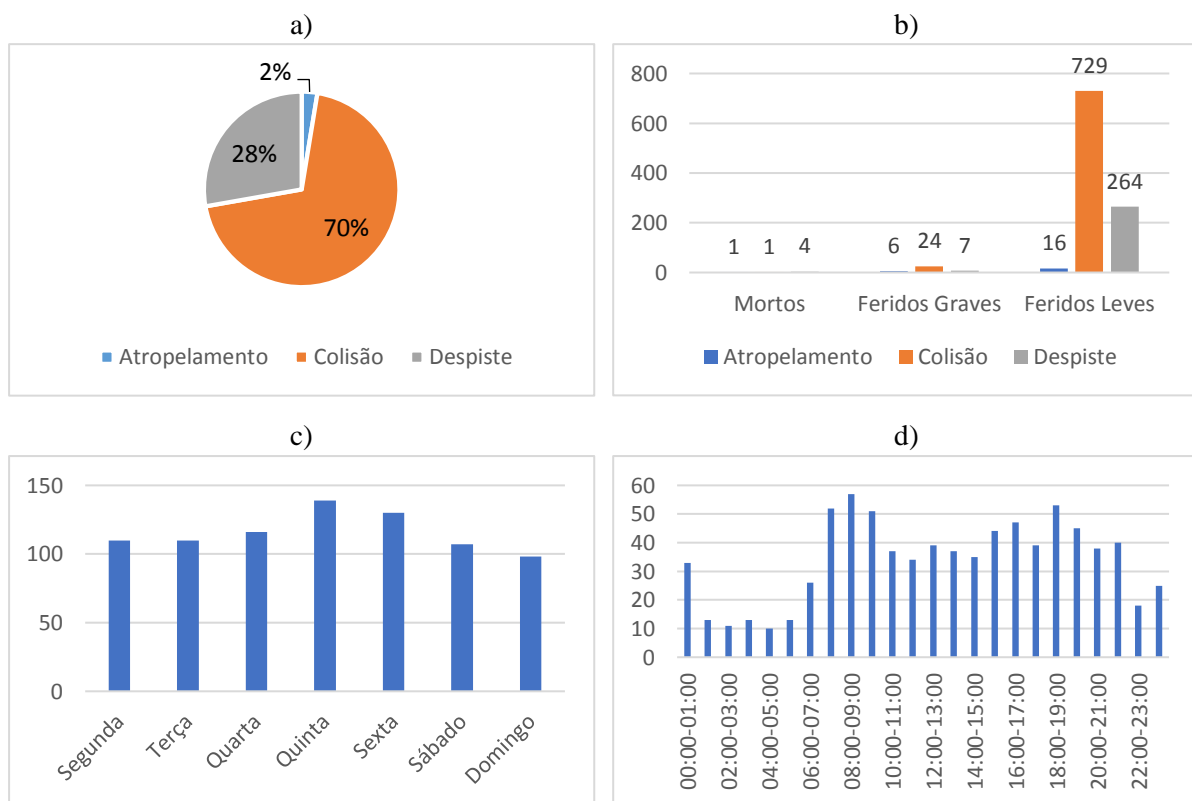 a)
2%
28%
70%
Atropelamento Colisão Despiste
b)
800
600
400
200
0
729
264
16
1 1 4
6 24 7
Mortos Feridos Graves Feridos Leves
Atropelamento Colisão Despiste
c)
150
100
50
0
Segunda
Terça
Quarta
Quinta
Sexta
Sábado
Domingo
d)
60
50
40
30
20
10
0
00:00-01:00
02:00-03:00
04:00-05:00
06:00-07:00
08:00-09:00
10:00-11:00
12:00-13:00
14:00-15:00
16:00-17:00
18:00-19:00
20:00-21:00
22:00-23:00